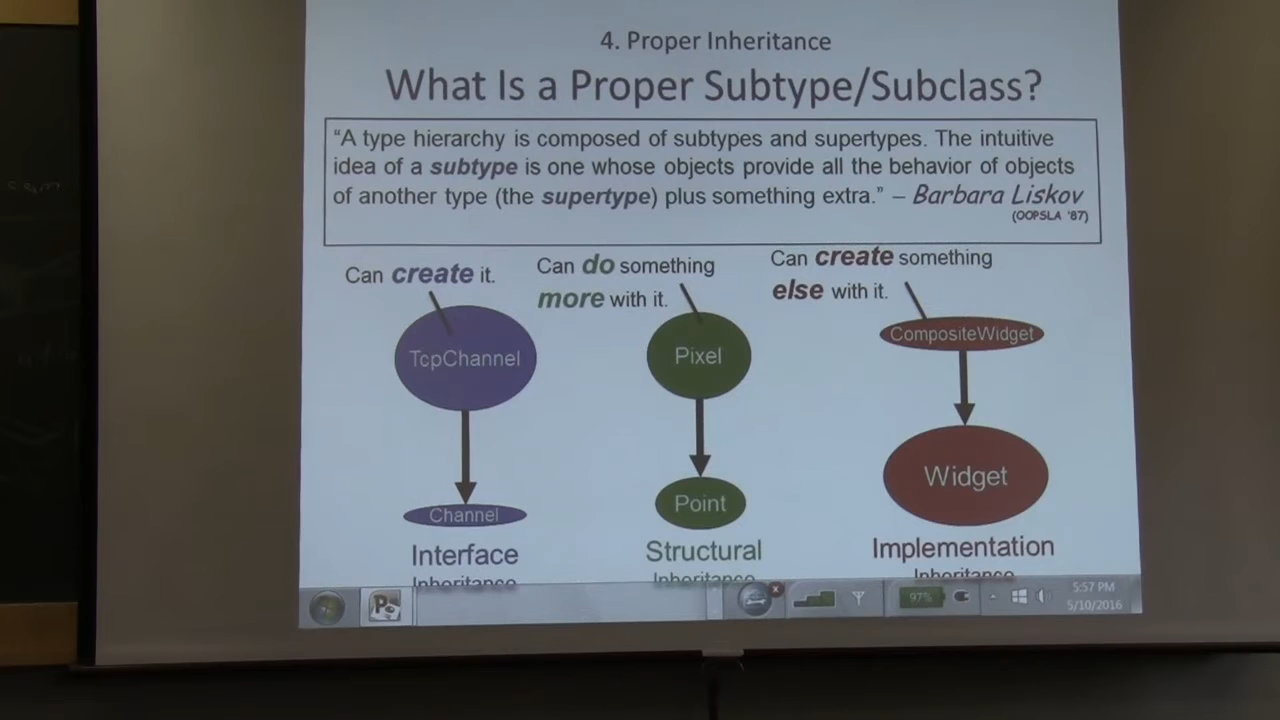 4. Proper Inheritance
What Is a Proper Subtype/Subclass?
“A type hierarchy is composed of subtypes and supertypes. The intuitive
idea of a subtype is one whose objects provide all the behavior of objects
of another type (the supertype) plus something extra.” – Barbara Liskov
(OOPSLA '87)
Can create it.
Can do something
more with it.
Can create something
else with it.
TcpChannel
Pixel
CompositeWidget
Channel
Point
Widget
Interface
Inheritance
Structural
Inheritance
Implementation
Inheritance
97%
5:57 PM
5/10/2016